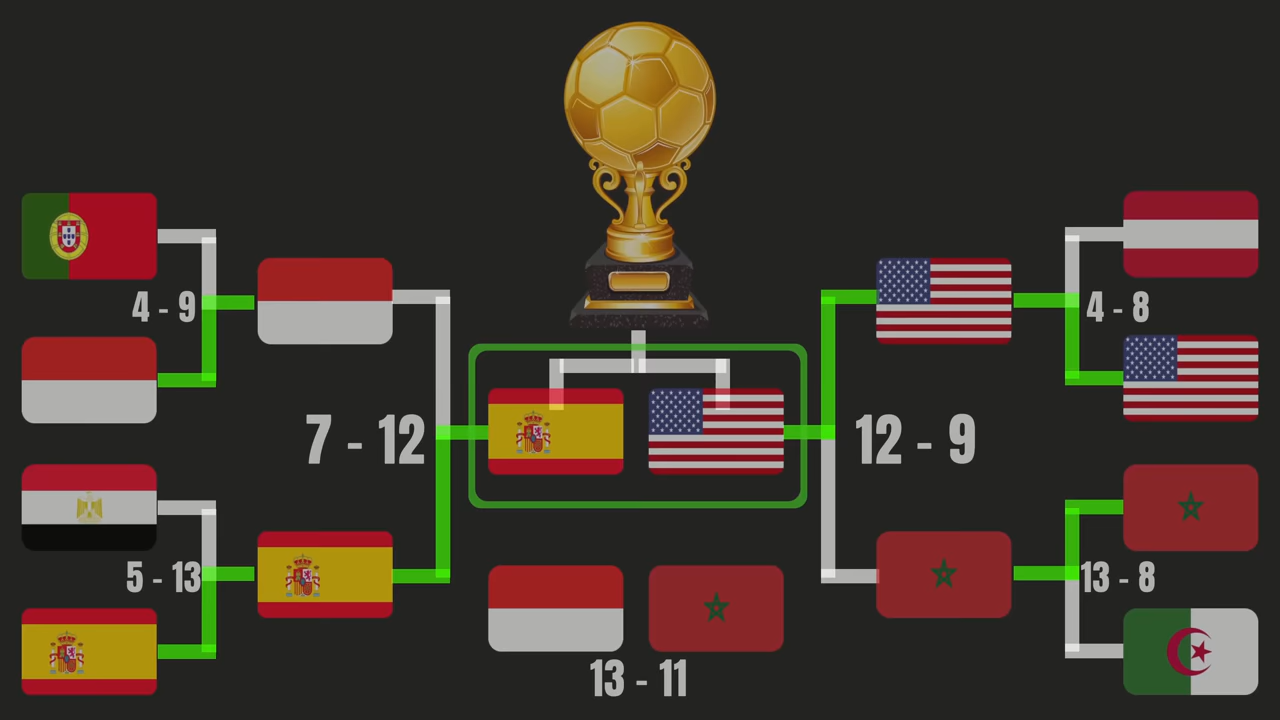 4 - 9
4 - 8
7 - 12
12 - 9
5 - 13
13 - 8
13 - 11